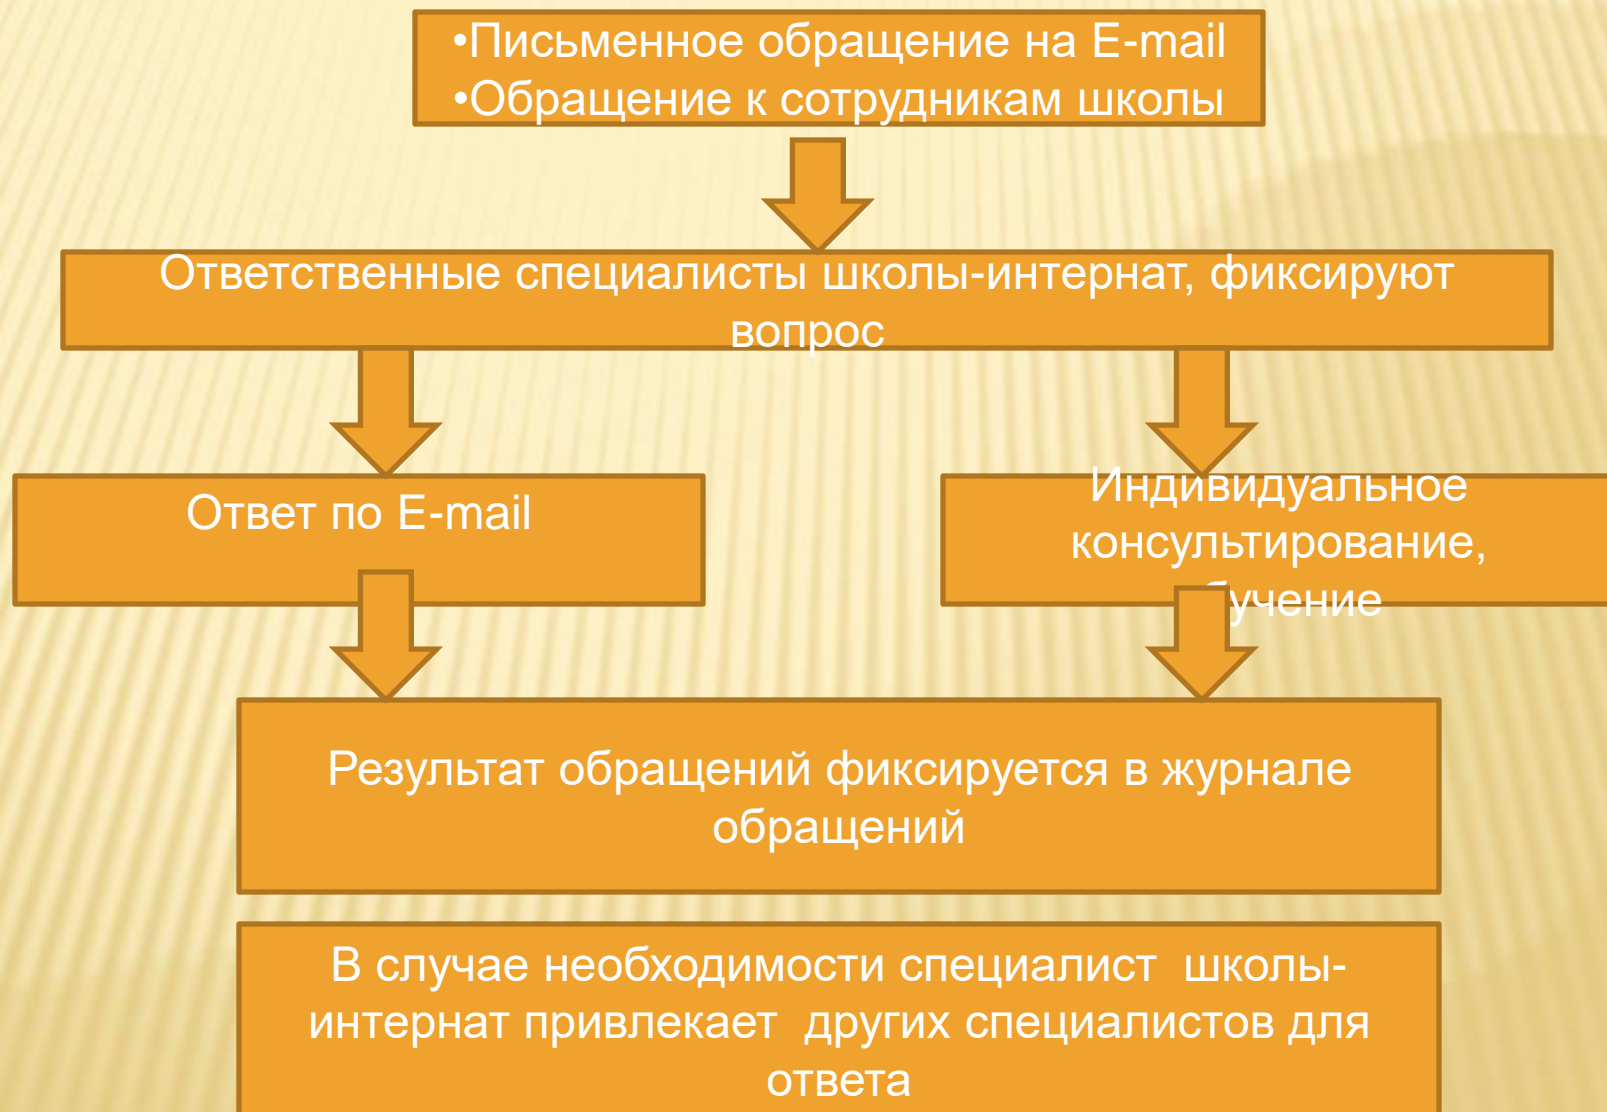 •Письменное обращение на E-mail
•Обращение к сотрудникам школы
Ответственные специалисты школы-интернат, фиксируют
вопрос
Ответ по E-mail
Индивидуальное
консультирование,
Результат обращений фиксируется в журнале
обращений
В случае необходимости специалист  школы-
интернат привлекает  других специалистов для
ответа